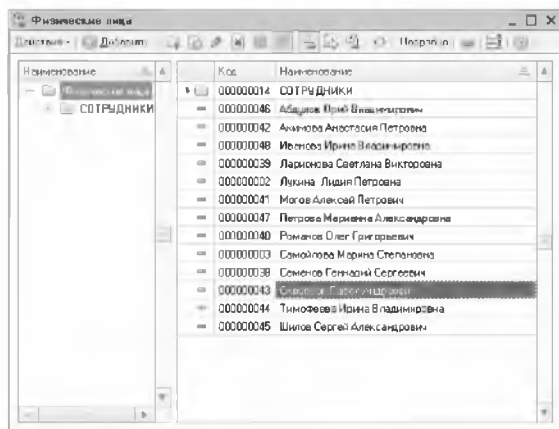 Физические лица
Действия Добавить Подробно
Наименование
Физические лица
СОТРУДНИКИ
Код Наименование
000000014 СОТРУДНИКИ
000000046 Юрий Владимирович
000000042 Акимова Анастасия Петровна
000000048 Иванова Ирина Владимировна
000000039 Ларионова Светлана Викторовна
000000002 Лукина Лидия Петровна
000000041 Могов Алексей Петрович
000000047 Петрова Марианна Александровна
000000040 Романов Олег Григорьевич
000000003 Самойлова Марина Степановна
000000038 Семенов Геннадий Сергеевич
000000043
000000044 Тимофеева Ирина Владимировна
000000045 Шилов Сергей Александрович